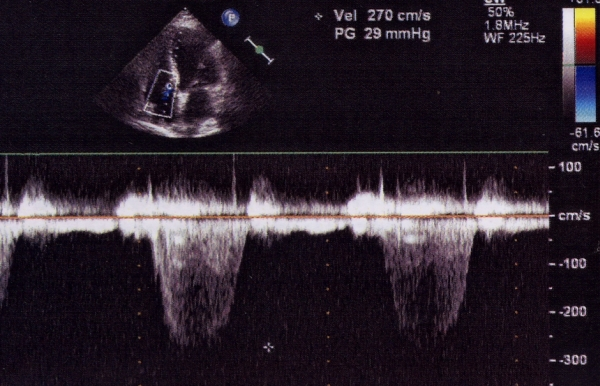 Vel 270 cm/s
PG 29 mmHg
50%
1.8MHz
WF 225Hz
P
-61.6
cm/s
100
cm/s
-100
-200
-300